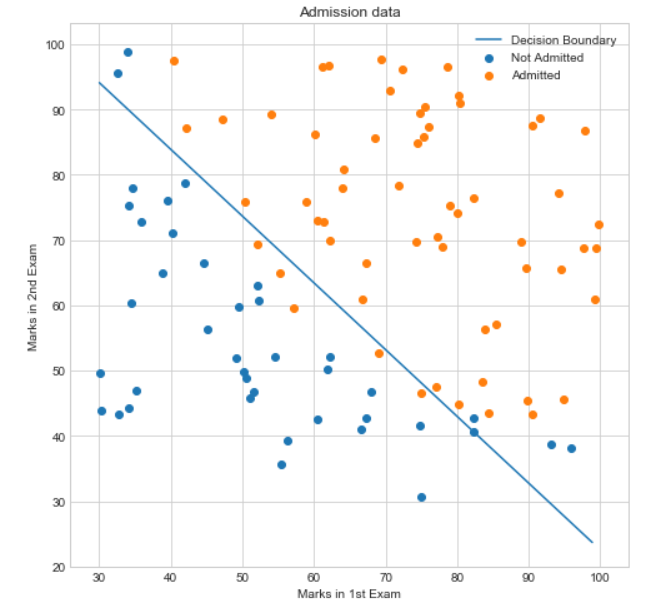 Admission data
Decision Boundary
Not Admitted
Admitted
100
90
80
70
60
50
40
30
20
Marks in 2nd Exam
30 40 50 60 70 80 90 100
Marks in 1st Exam